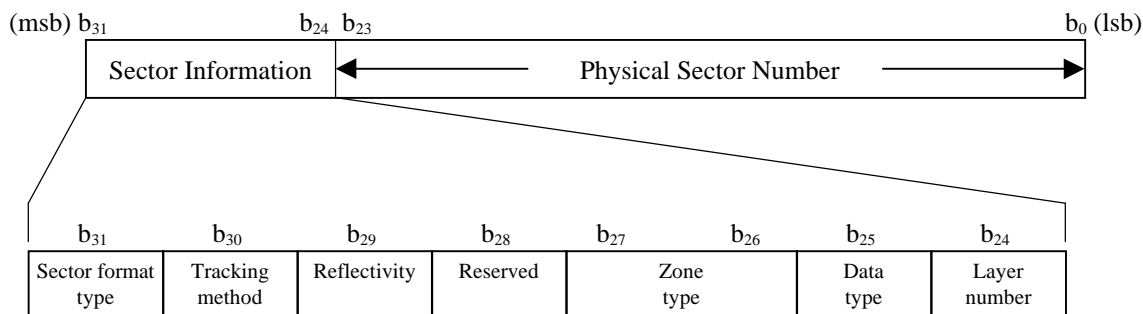 (msb) b31 b24 b23 b0 (lsb)
Sector Information Physical Sector Number
b31 b30 b29 b28 b27 b26 b25 b24
Sector format type Tracking method Reflectivity Reserved Zone type Data type Layer number